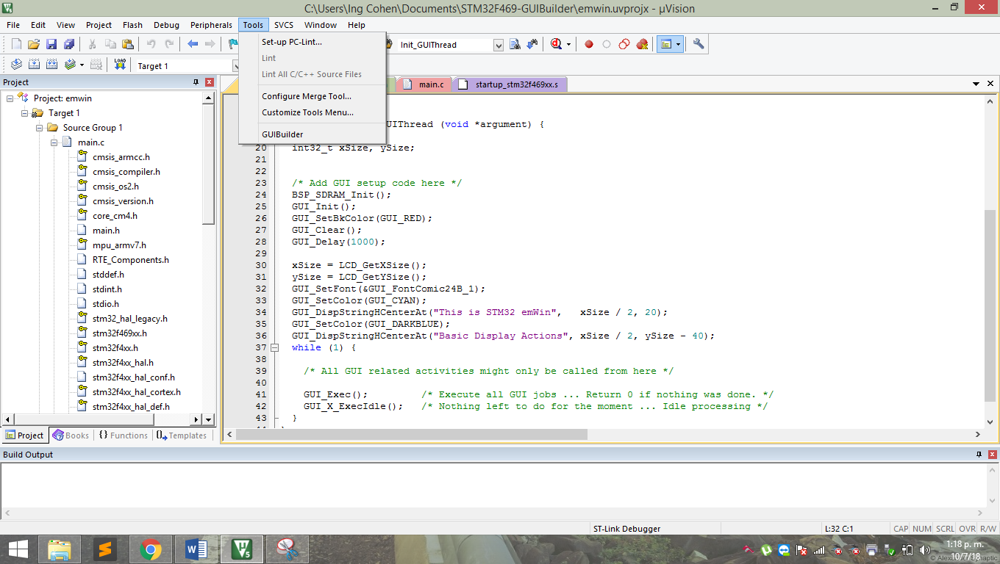 C:\Users\Ing Cohen\Documents\STM32F469-GUIBuilder\emwin.uvprojx - µVision
File Edit View Project Flash Debug Peripherals Tools SVCS Window Help
Init_GUIThread
LOAD
Target 1
Set-up PC-Lint...
Lint
Lint All C/C++ Source Files
Configure Merge Tool...
Customize Tools Menu...
GUIBuilder
Project
Project: emwin
Target 1
Source Group 1
main.c
cmsis_armcc.h
cmsis_compiler.h
cmsis_os2.h
cmsis_version.h
core_cm4.h
main.h
mpu_armv7.h
RTE_Components.h
stddef.h
stdint.h
stdio.h
stm32_hal_legacy.h
stm32f469xx.h
stm32f4xx.h
stm32f4xx_hal.h
stm32f4xx_hal_conf.h
stm32f4xx_hal_cortex.h
stm32f4xx_hal_def.h
Project Books {} Functions Templates
main.c startup_stm32f469xx.s
UIThread (void *argument) {
20 int32_t xSize, ySize;
21
22
23 /* Add GUI setup code here */
24 BSP_SDRAM_Init();
25 GUI_Init();
26 GUI_SetBkColor(GUI_RED);
27 GUI_Clear();
28 GUI_Delay(1000);
29
30 xSize = LCD_GetXSize();
31 ySize = LCD_GetYSize();
32 GUI_SetFont(&GUI_FontComic24B_1);
33 GUI_SetColor(GUI_CYAN);
34 GUI_DispStringHCenterAt("This is STM32 emWin", xSize / 2, 20);
35 GUI_SetColor(GUI_DARKBLUE);
36 GUI_DispStringHCenterAt("Basic Display Actions", xSize / 2, ySize - 40);
37 while (1) {
38
39 /* All GUI related activities might only be called from here */
40
41 GUI_Exec(); /* Execute all GUI jobs ... Return 0 if nothing was done. */
42 GUI_X_ExecIdle(); /* Nothing left to do for the moment ... Idle processing */
43 }
Build Output
ST-Link Debugger L:32 C:1 CAP NUM SCRL OVR R/W
1:18 p. m.
10/7/18